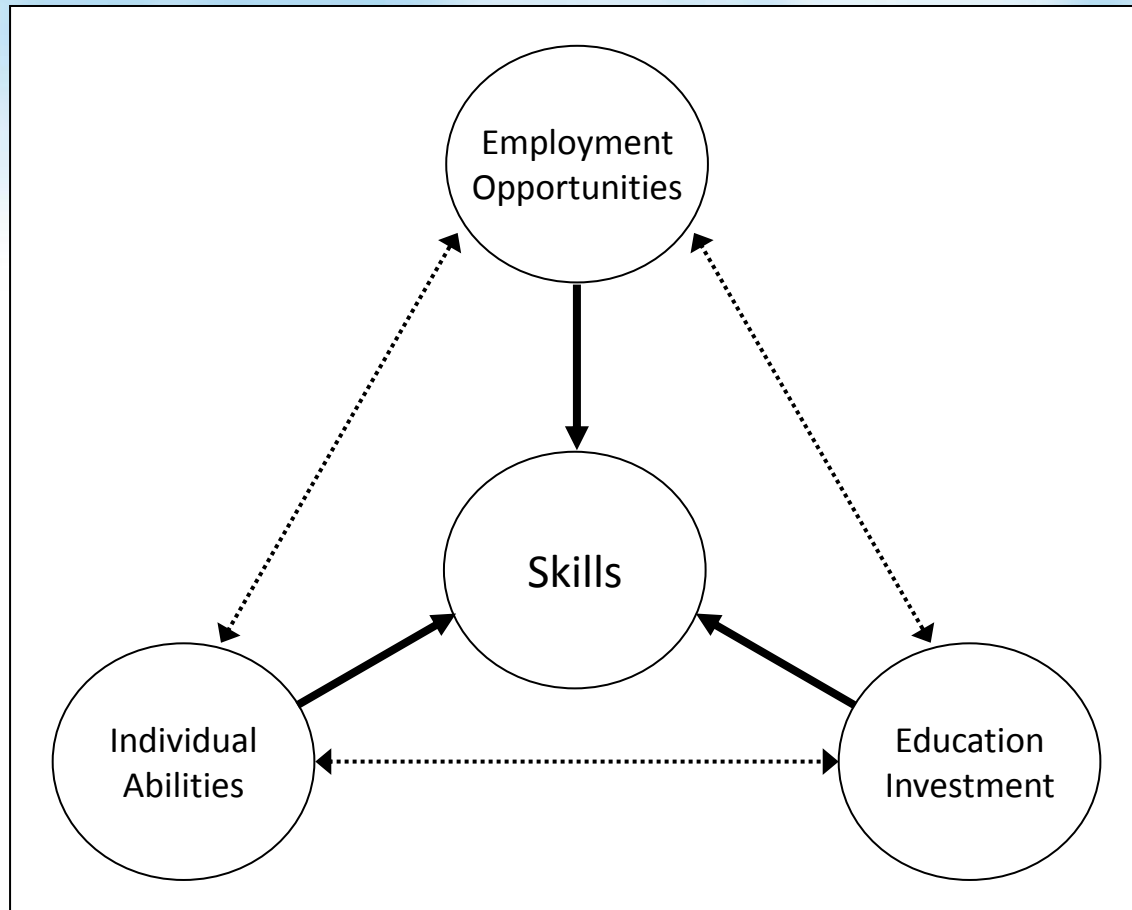 Employment
Opportunities
Skills
Individual
Abilities
Education
Investment